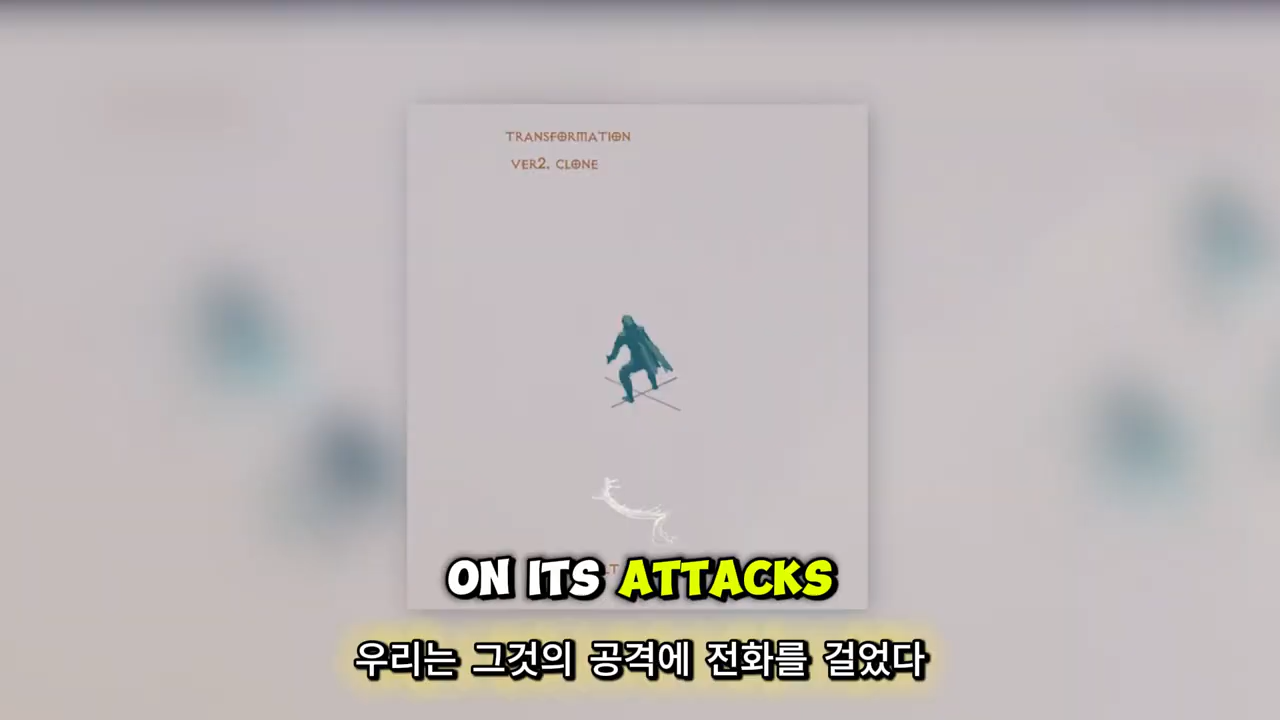 TRANSFORMATION
VER2. CLONE
ON ITS ATTACKS
우리는 그것의 공격에 전화를 걸었다